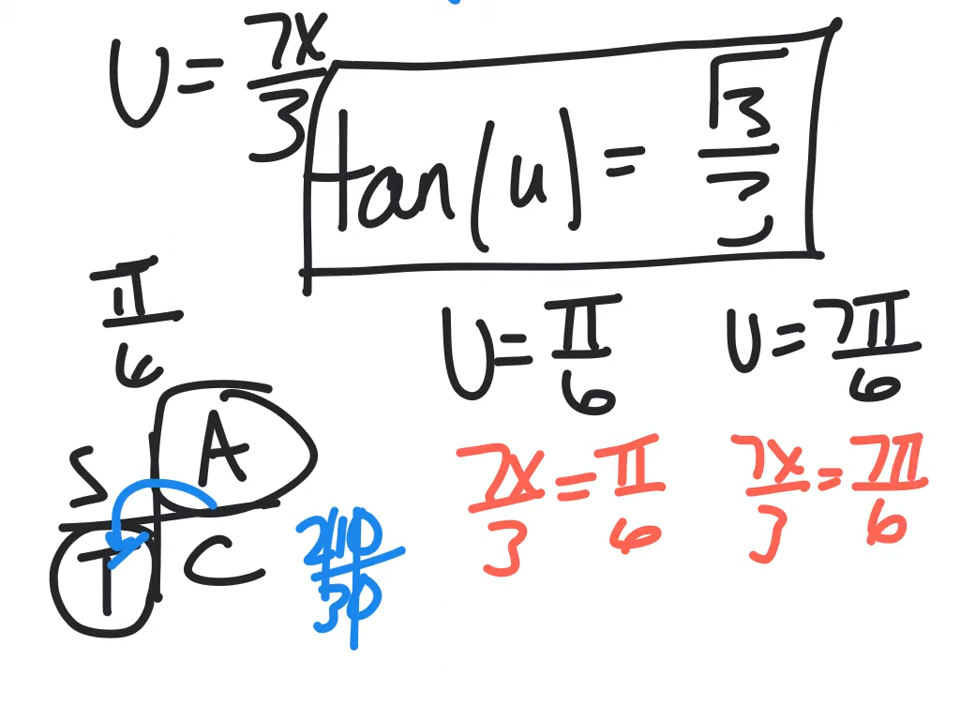 U = 7x/3
tan(u) = √3/3
π/6
U = π/6
U = 7π/6
S A
T C
7x/3 = π/6
7x/3 = 7π/6
210/30